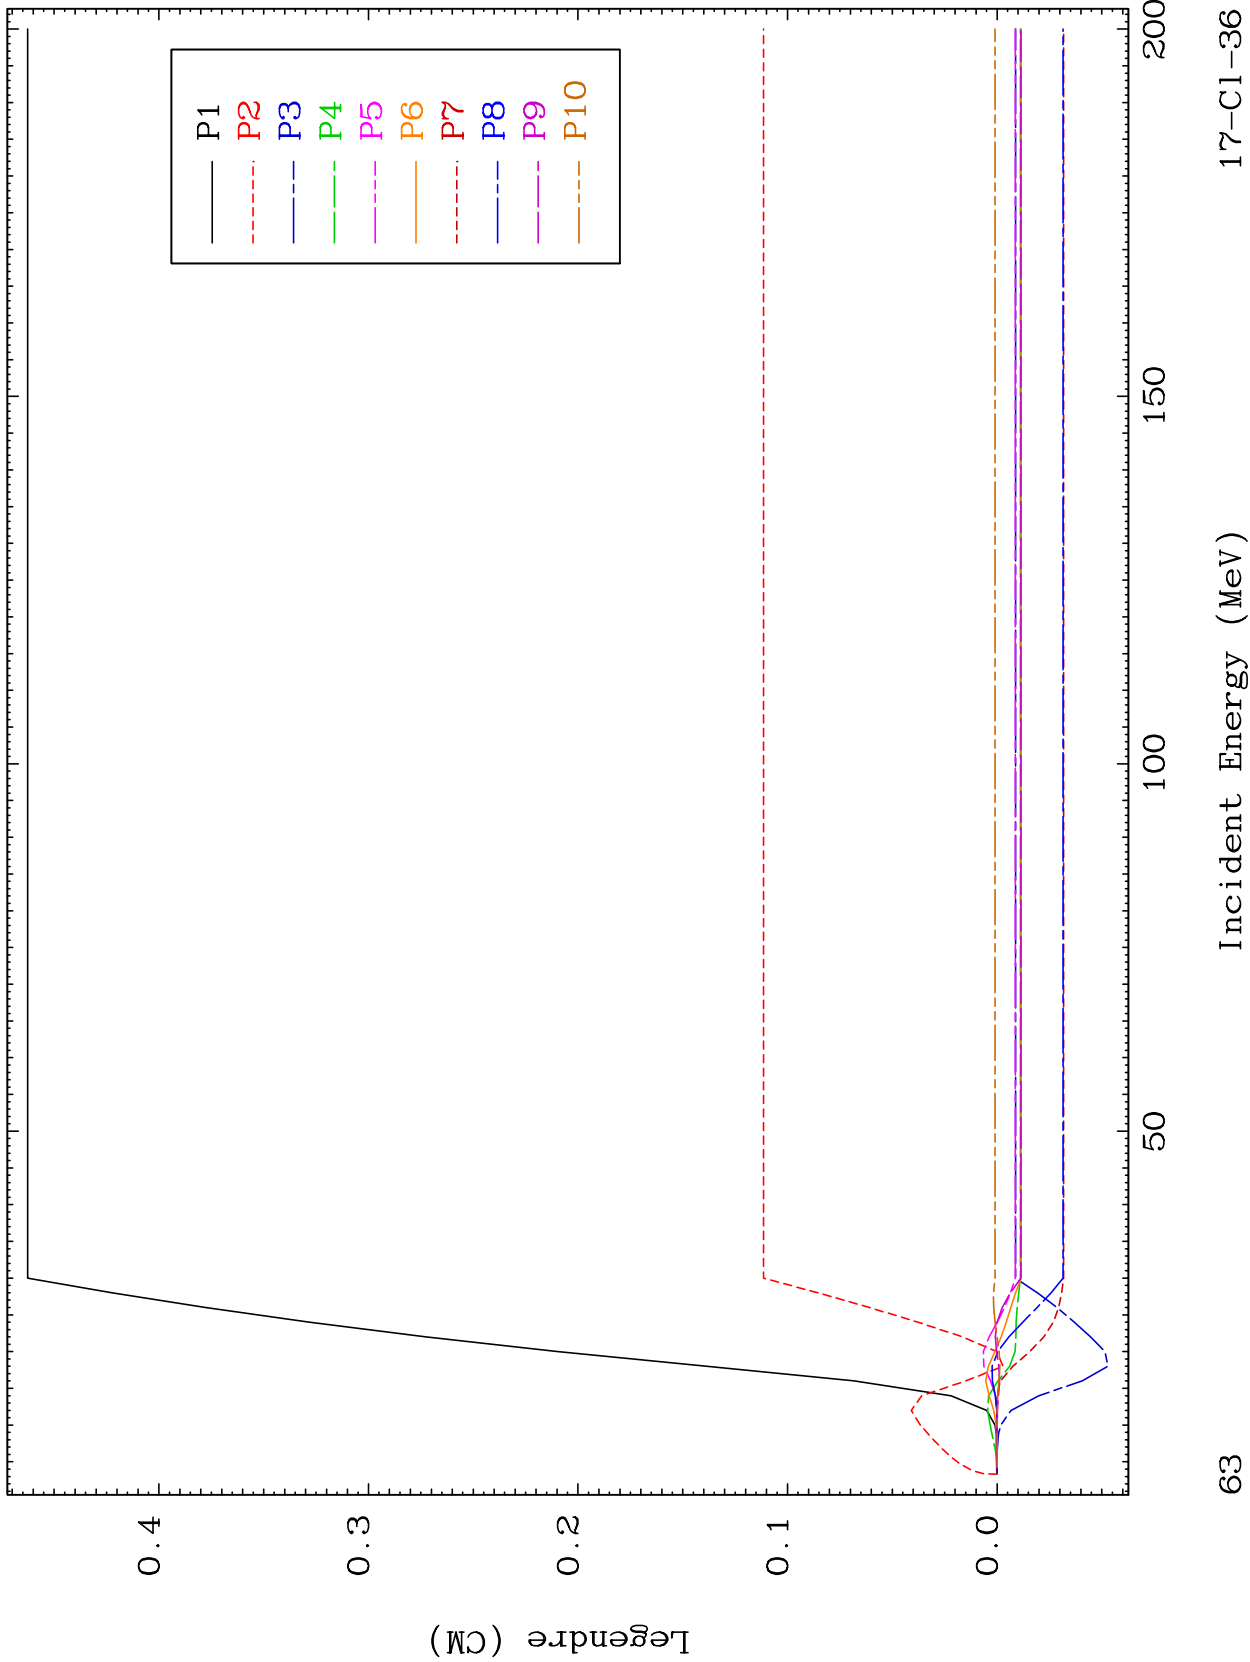 Legendre (CM)
0.4
0.3
0.2
0.1
0.0
P1
P2
P3
P4
P5
P6
P7
P8
P9
P10
50
100
150
200
Incident Energy (MeV)
63
17-Cl-36